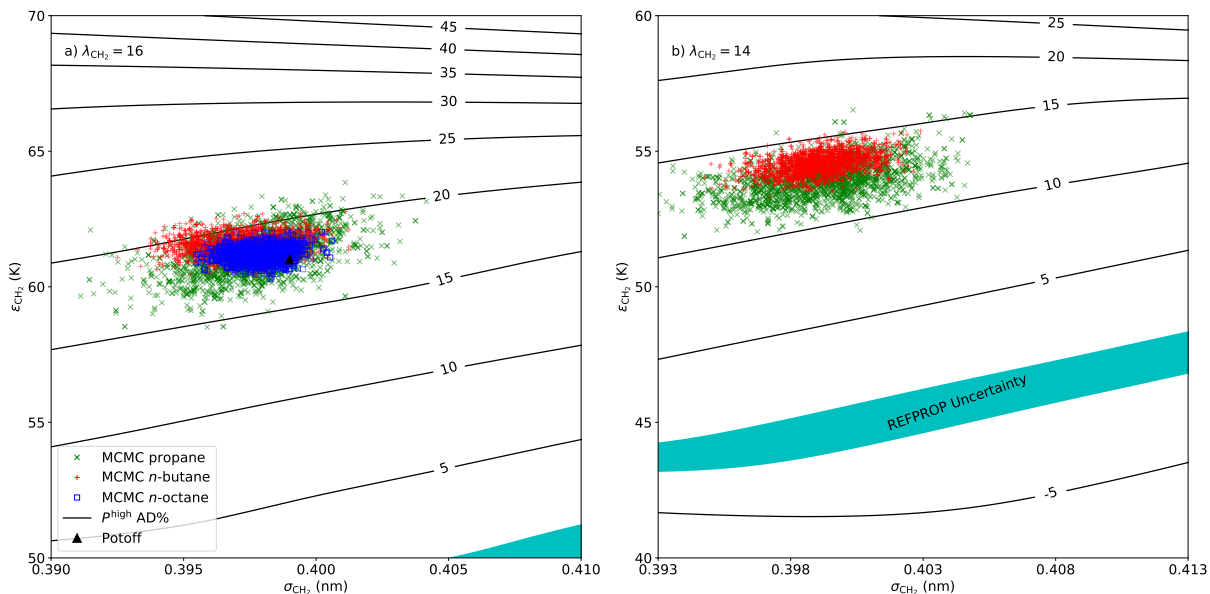 a) λCH₂ = 16
45
40
35
30
25
20
15
10
5
70
65
60
55
50
εCH₂ (K)
0.390
0.395
0.400
0.405
0.410
σCH₂ (nm)
MCMC propane
MCMC n-butane
MCMC n-octane
P^high AD%
Potoff
b) λCH₂ = 14
25
20
15
10
5
REFPROP Uncertainty
-5
60
55
50
45
40
εCH₂ (K)
0.393
0.398
0.403
0.408
0.413
σCH₂ (nm)